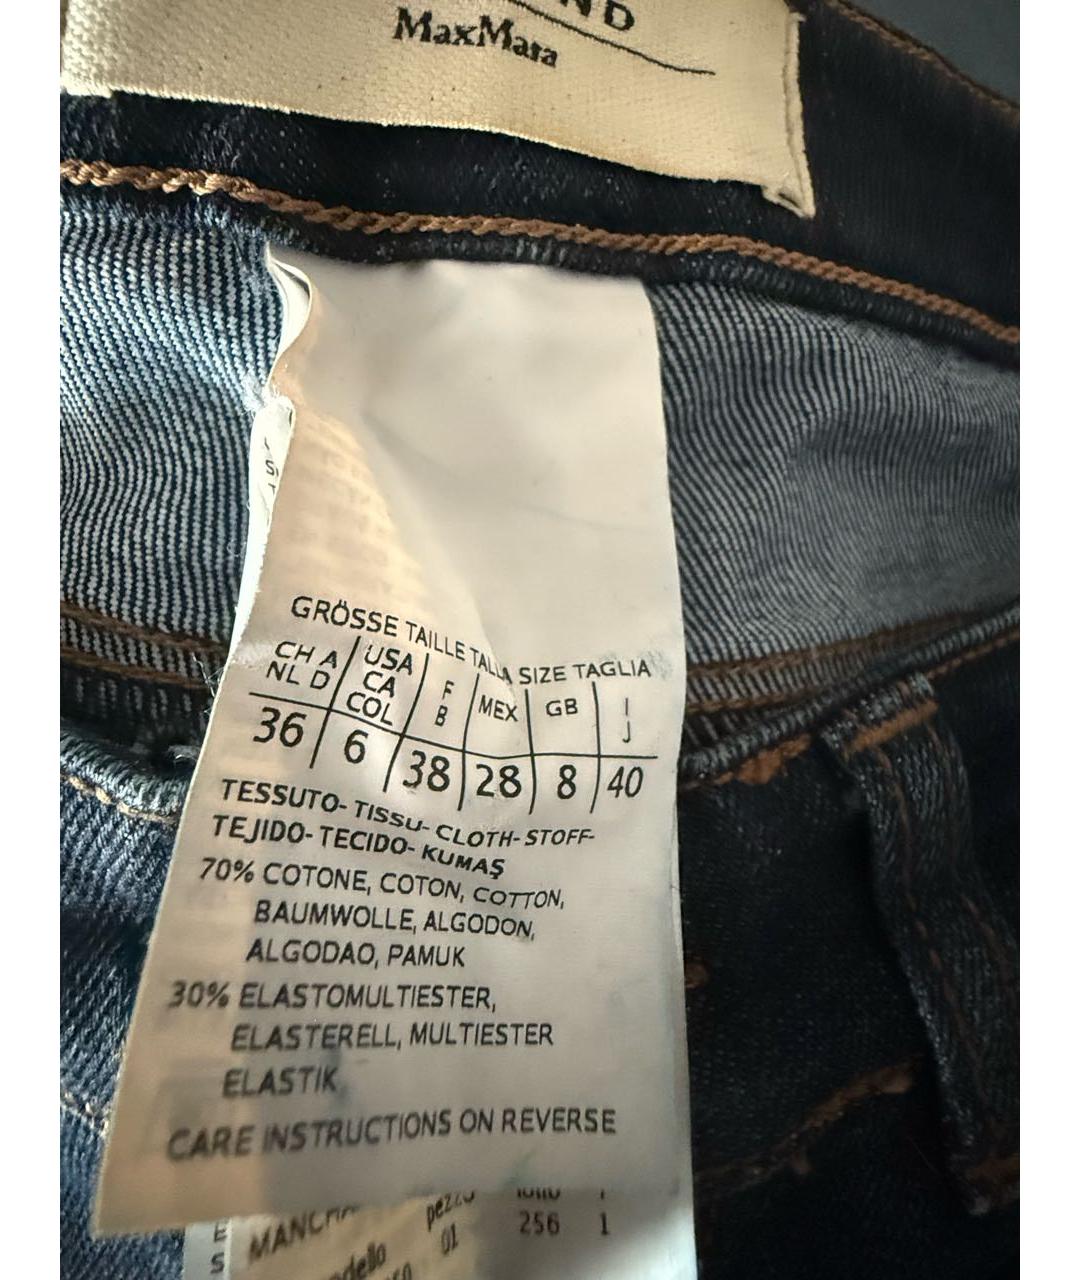 ND
MaxMara
GRÖSSE TAILLE TALLA SIZE TAGLIA
CH A NL D USA CA COL F B MEX GB I J
36 6 38 28 8 40
TESSUTO- TISSU- CLOTH- STOFF-
TEJIDO- TECIDO- KUMAŞ
70% COTONE, COTON, COTTON,
BAUMWOLLE, ALGODON,
ALGODAO, PAMUK
30% ELASTOMULTIESTER,
ELASTERELL, MULTIESTER
ELASTIK
CARE INSTRUCTIONS ON REVERSE
pezzo
01 256 1
E
S